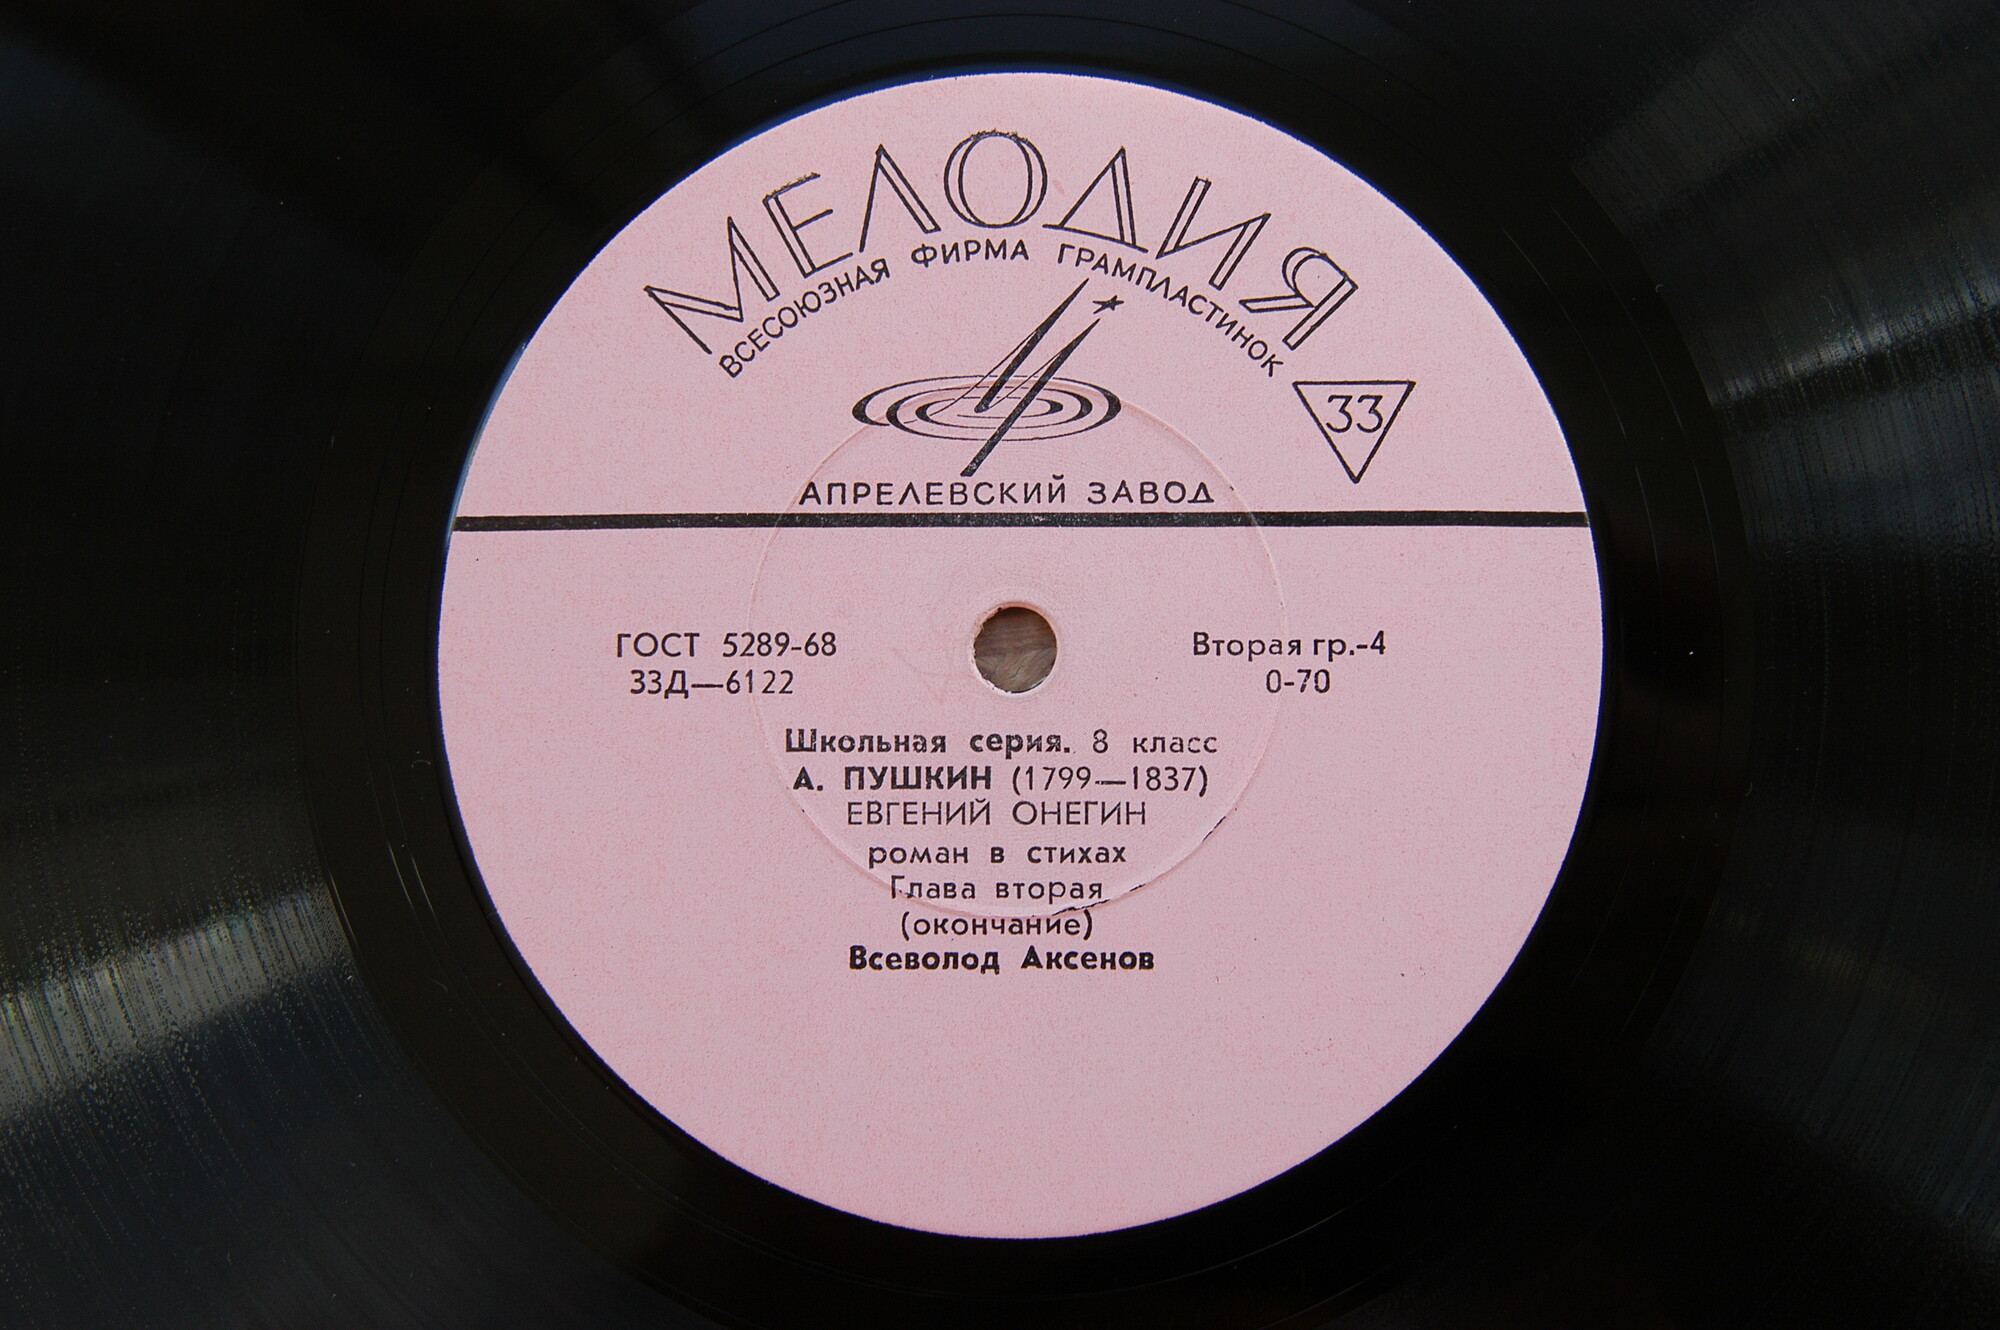 МЕЛОДИЯ
ВСЕСОЮЗНАЯ ФИРМА ГРАМПЛАСТИНОК
33
АПРЕЛЕВСКИЙ ЗАВОД
ГОСТ 5289-68
33Д—6122
Вторая гр.-4
0-70
Школьная серия. 8 класс
А. ПУШКИН (1799—1837)
ЕВГЕНИЙ ОНЕГИН
роман в стихах
Глава вторая
(окончание)
Всеволод Аксенов